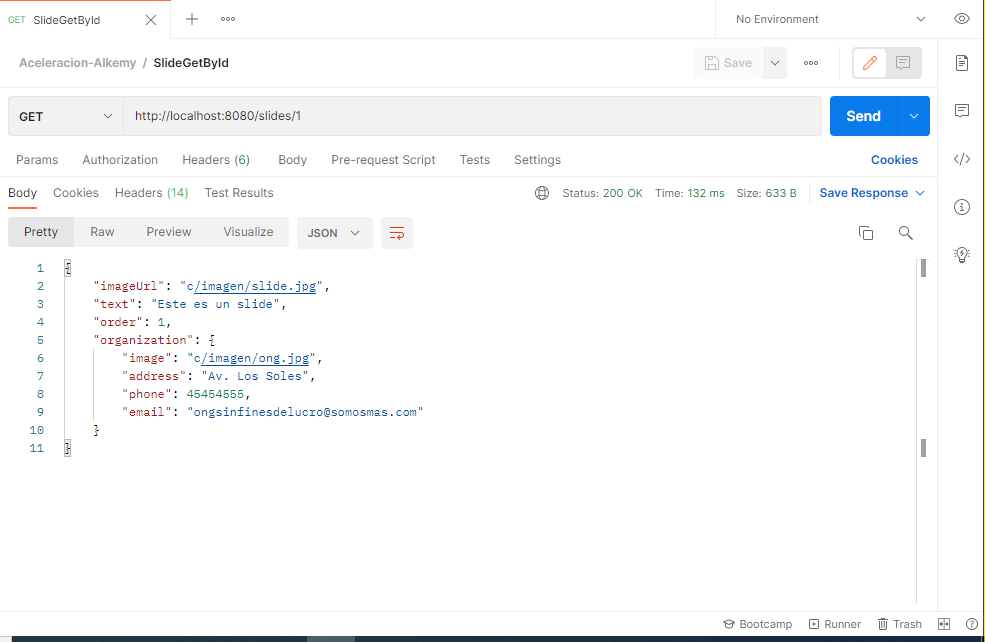 GET SlideGetById
No Environment
Aceleracion-Alkemy / SlideGetById
Save
GET
http://localhost:8080/slides/1
Send
Params Authorization Headers (6) Body Pre-request Script Tests Settings
Cookies
Body Cookies Headers (14) Test Results
Status: 200 OK Time: 132 ms Size: 633 B
Save Response
Pretty Raw Preview Visualize
JSON
1 {
2 "imageUrl": "c/imagen/slide.jpg",
3 "text": "Este es un slide",
4 "order": 1,
5 "organization": {
6 "image": "c/imagen/ong.jpg",
7 "address": "Av. Los Soles",
8 "phone": 45454555,
9 "email": "ongsinfinesdelucro@somosmas.com"
10 }
11 }
Bootcamp Runner Trash